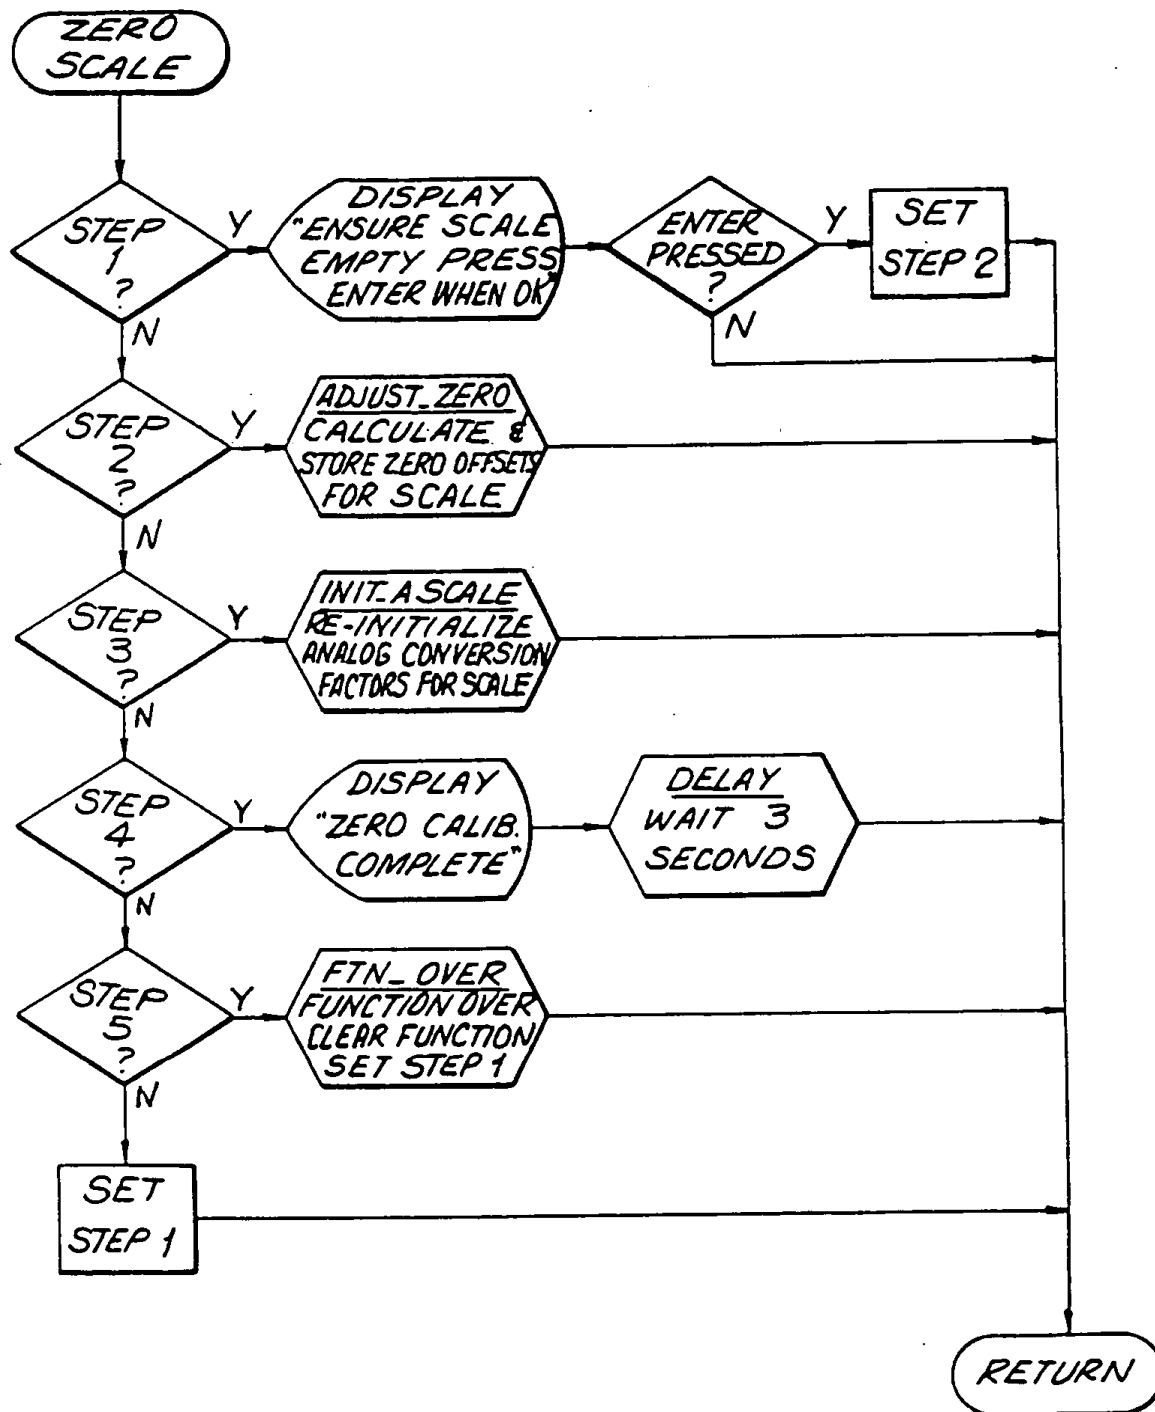 ZERO
SCALE
STEP
1
?
Y
DISPLAY
"ENSURE SCALE
EMPTY PRESS
ENTER WHEN OK"
ENTER
PRESSED
?
Y
SET
STEP 2
N
N
STEP
2
?
Y
ADJUST_ZERO
CALCULATE &
STORE ZERO OFFSETS
FOR SCALE
N
STEP
3
?
Y
INIT_ASCALE
RE-INITIALIZE
ANALOG CONVERSION
FACTORS FOR SCALE
N
STEP
4
?
Y
DISPLAY
"ZERO CALIB.
COMPLETE"
DELAY
WAIT 3
SECONDS
N
STEP
5
?
Y
FTN_OVER
FUNCTION OVER
CLEAR FUNCTION
SET STEP 1
N
SET
STEP 1
RETURN